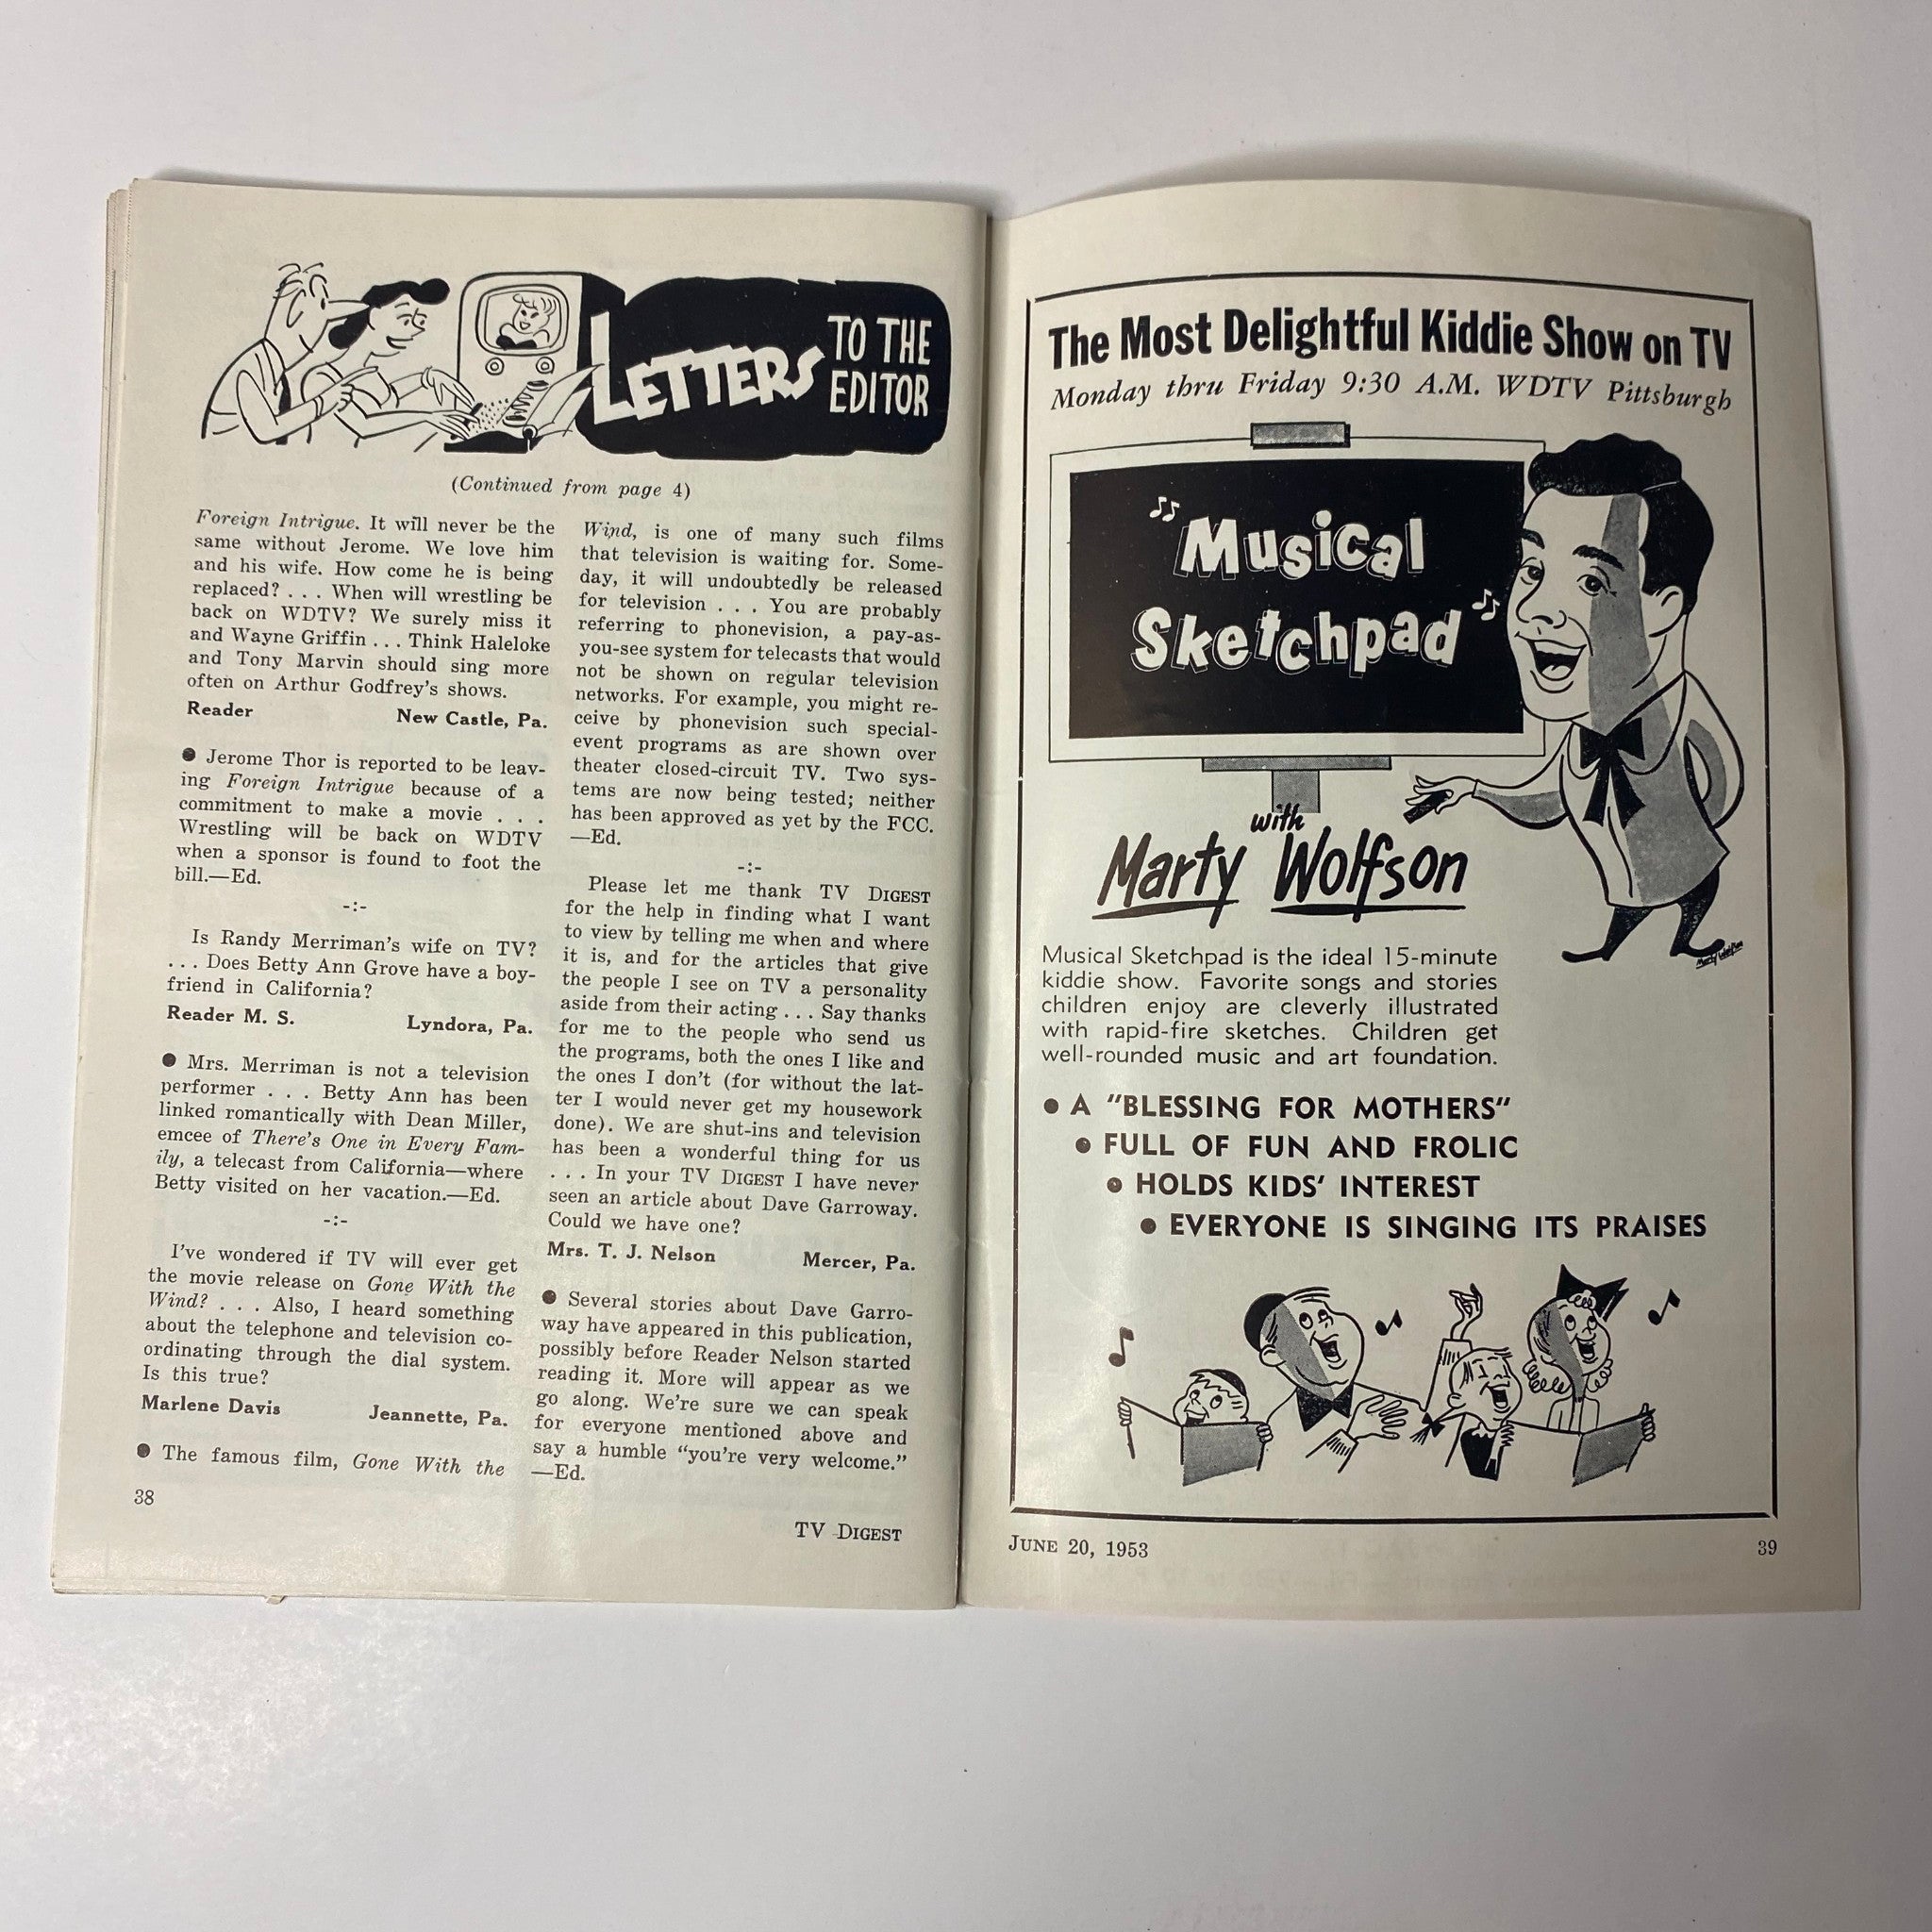 LETTERS TO THE
EDITOR
(Continued from page 4)
Foreign Intrigue. It will never be the
same without Jerome. We love him
and his wife. How come he is being
replaced? . . . When will wrestling be
back on WDTV? We surely miss it
and Wayne Griffin . . . Think Haleloke
and Tony Marvin should sing more
often on Arthur Godfrey's shows.
Reader New Castle, Pa.
● Jerome Thor is reported to be leav-
ing Foreign Intrigue because of a
commitment to make a movie . . .
Wrestling will be back on WDTV
when a sponsor is found to foot the
bill.—Ed.
-:-
Is Randy Merriman's wife on TV?
. . . Does Betty Ann Grove have a boy-
friend in California?
Reader M. S. Lyndora, Pa.
● Mrs. Merriman is not a television
performer . . . Betty Ann has been
linked romantically with Dean Miller,
emcee of There's One in Every Fam-
ily, a telecast from California—where
Betty visited on her vacation.—Ed.
-:-
I've wondered if TV will ever get
the movie release on Gone With the
Wind? . . . Also, I heard something
about the telephone and television co-
ordinating through the dial system.
Is this true?
Marlene Davis Jeannette, Pa.
● The famous film, Gone With the
Wind, is one of many such films
that television is waiting for. Some-
day, it will undoubtedly be released
for television . . . You are probably
referring to phonevision, a pay-as-
you-see system for telecasts that would
not be shown on regular television
networks. For example, you might re-
ceive by phonevision such special-
event programs as are shown over
theater closed-circuit TV. Two sys-
tems are now being tested; neither
has been approved as yet by the FCC.
—Ed.
-:-
Please let me thank TV DIGEST
for the help in finding what I want
to view by telling me when and where
it is, and for the articles that give
the people I see on TV a personality
aside from their acting . . . Say thanks
for me to the people who send us
the programs, both the ones I like and
the ones I don't (for without the lat-
ter I would never get my housework
done). We are shut-ins and television
has been a wonderful thing for us
. . . In your TV DIGEST I have never
seen an article about Dave Garroway.
Could we have one?
Mrs. T. J. Nelson Mercer, Pa.
● Several stories about Dave Garro-
way have appeared in this publication,
possibly before Reader Nelson started
reading it. More will appear as we
go along. We're sure we can speak
for everyone mentioned above and
say a humble "you're very welcome."
—Ed.
38
TV DIGEST
The Most Delightful Kiddie Show on TV
Monday thru Friday 9:30 A.M. WDTV Pittsburgh
Musical
Sketchpad
with
Marty Wolfson
Marty Wolfson
Musical Sketchpad is the ideal 15-minute
kiddie show. Favorite songs and stories
children enjoy are cleverly illustrated
with rapid-fire sketches. Children get
well-rounded music and art foundation.
● A "BLESSING FOR MOTHERS"
● FULL OF FUN AND FROLIC
● HOLDS KIDS' INTEREST
● EVERYONE IS SINGING ITS PRAISES
JUNE 20, 1953
39